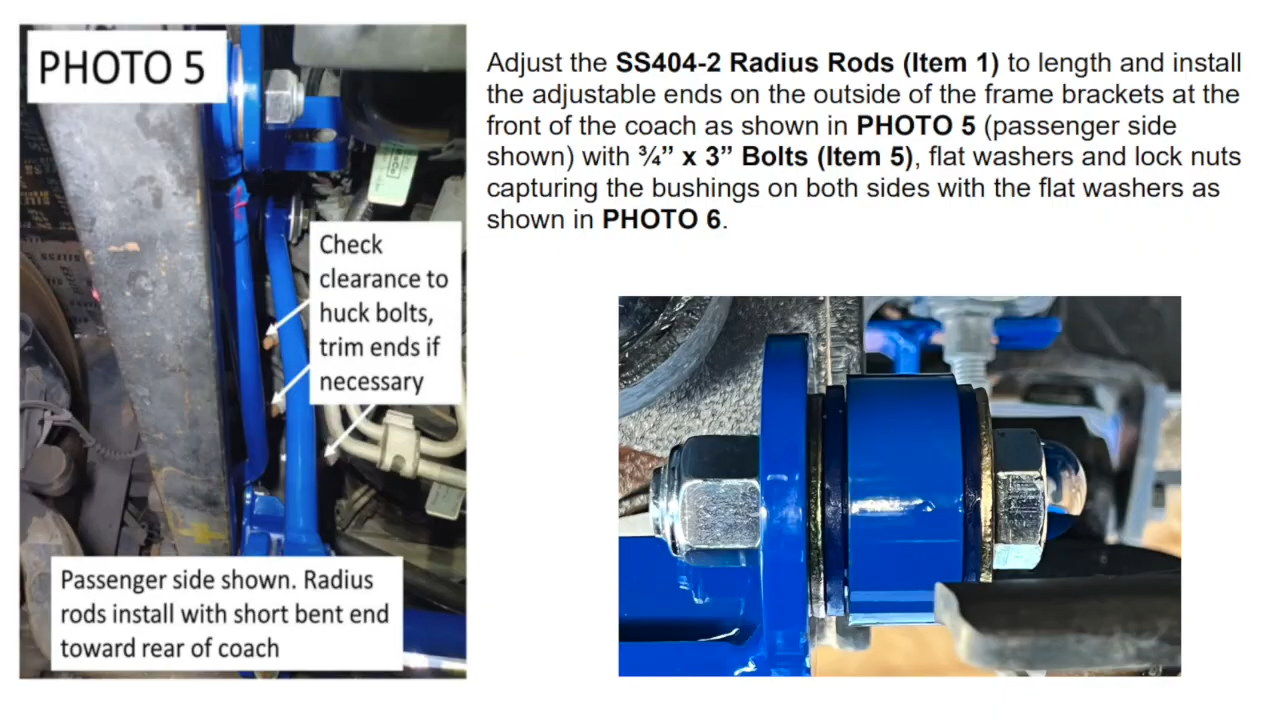 PHOTO 5
Check
clearance to
huck bolts,
trim ends if
necessary
Passenger side shown. Radius
rods install with short bent end
toward rear of coach
Adjust the SS404-2 Radius Rods (Item 1) to length and install
the adjustable ends on the outside of the frame brackets at the
front of the coach as shown in PHOTO 5 (passenger side
shown) with ¾” x 3” Bolts (Item 5), flat washers and lock nuts
capturing the bushings on both sides with the flat washers as
shown in PHOTO 6.